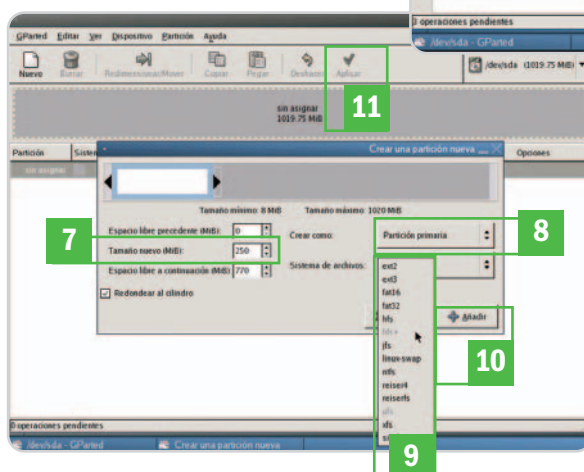 3 operaciones pendientes
/dev/sda - GParted
GParted Editar Ver Dispositivo Partición Ayuda
Nuevo Borrar Redimensionar/Mover Copiar Pegar Deshacer Aplicar
/dev/sda (1019.75 MiB)
11
sin asignar
1019.75 MiB
Partición Opciones
sin asignar
Crear una partición nueva
Tamaño mínimo: 8 MiB Tamaño máximo: 1020 MiB
7
Espacio libre precedente (MiB): 0
Crear como: Partición primaria
8
Tamaño nuevo (MiB): 250
Sistema de archivos:
Espacio libre a continuación (MiB): 770
Redondear al cilindro
ext2
ext3
fat16
fat32
hfs
hfs+
jfs
linux-swap
ntfs
reiser4
reiserfs
ufs
xfs
Añadir
10
9
0 operaciones pendientes
/dev/sda - GParted Crear una partición nueva